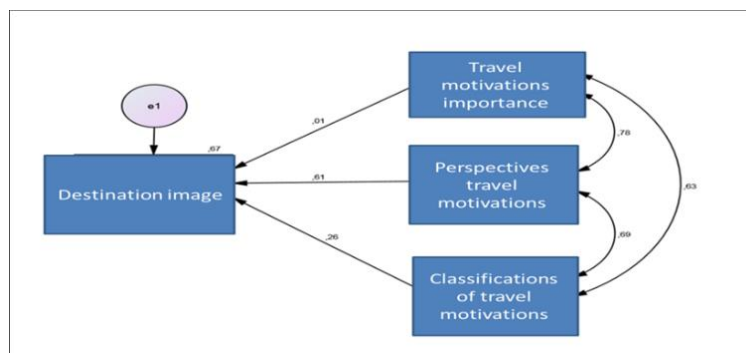 Travel
motivations
importance
e1
,01
,67
,78
Destination image
,61
Perspectives
travel
motivations
,63
,26
,69
Classifications
of travel
motivations